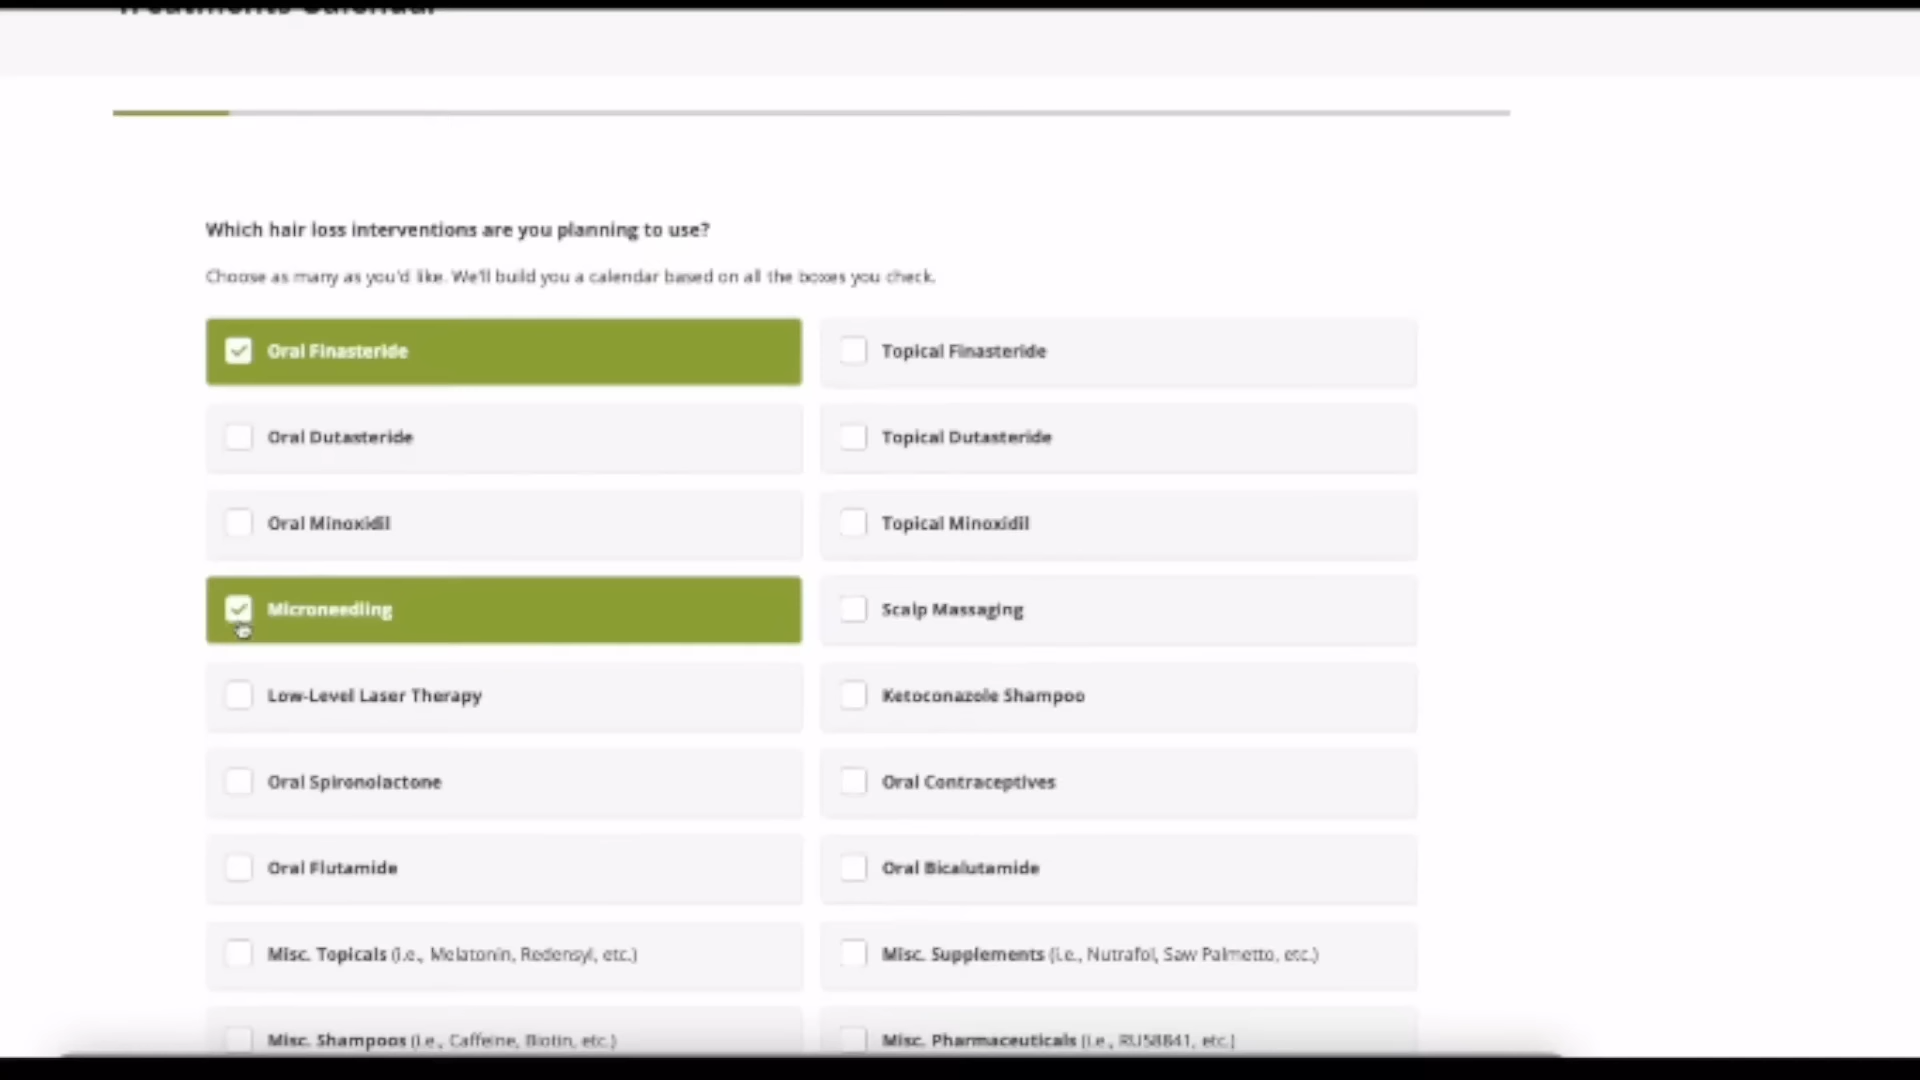 Treatments Calendar
Which hair loss interventions are you planning to use?
Choose as many as you'd like. We'll build you a calendar based on all the boxes you check.
Oral Finasteride
Topical Finasteride
Oral Dutasteride
Topical Dutasteride
Oral Minoxidil
Topical Minoxidil
Microneedling
Scalp Massaging
Low-Level Laser Therapy
Ketoconazole Shampoo
Oral Spironolactone
Oral Contraceptives
Oral Flutamide
Oral Bicalutamide
Misc. Topicals (i.e., Melatonin, Redensyl, etc.)
Misc. Supplements (i.e., Nutrafol, Saw Palmetto, etc.)
Misc. Shampoos (i.e., Caffeine, Biotin, etc.)
Misc. Pharmaceuticals (i.e., RU58841, etc.)